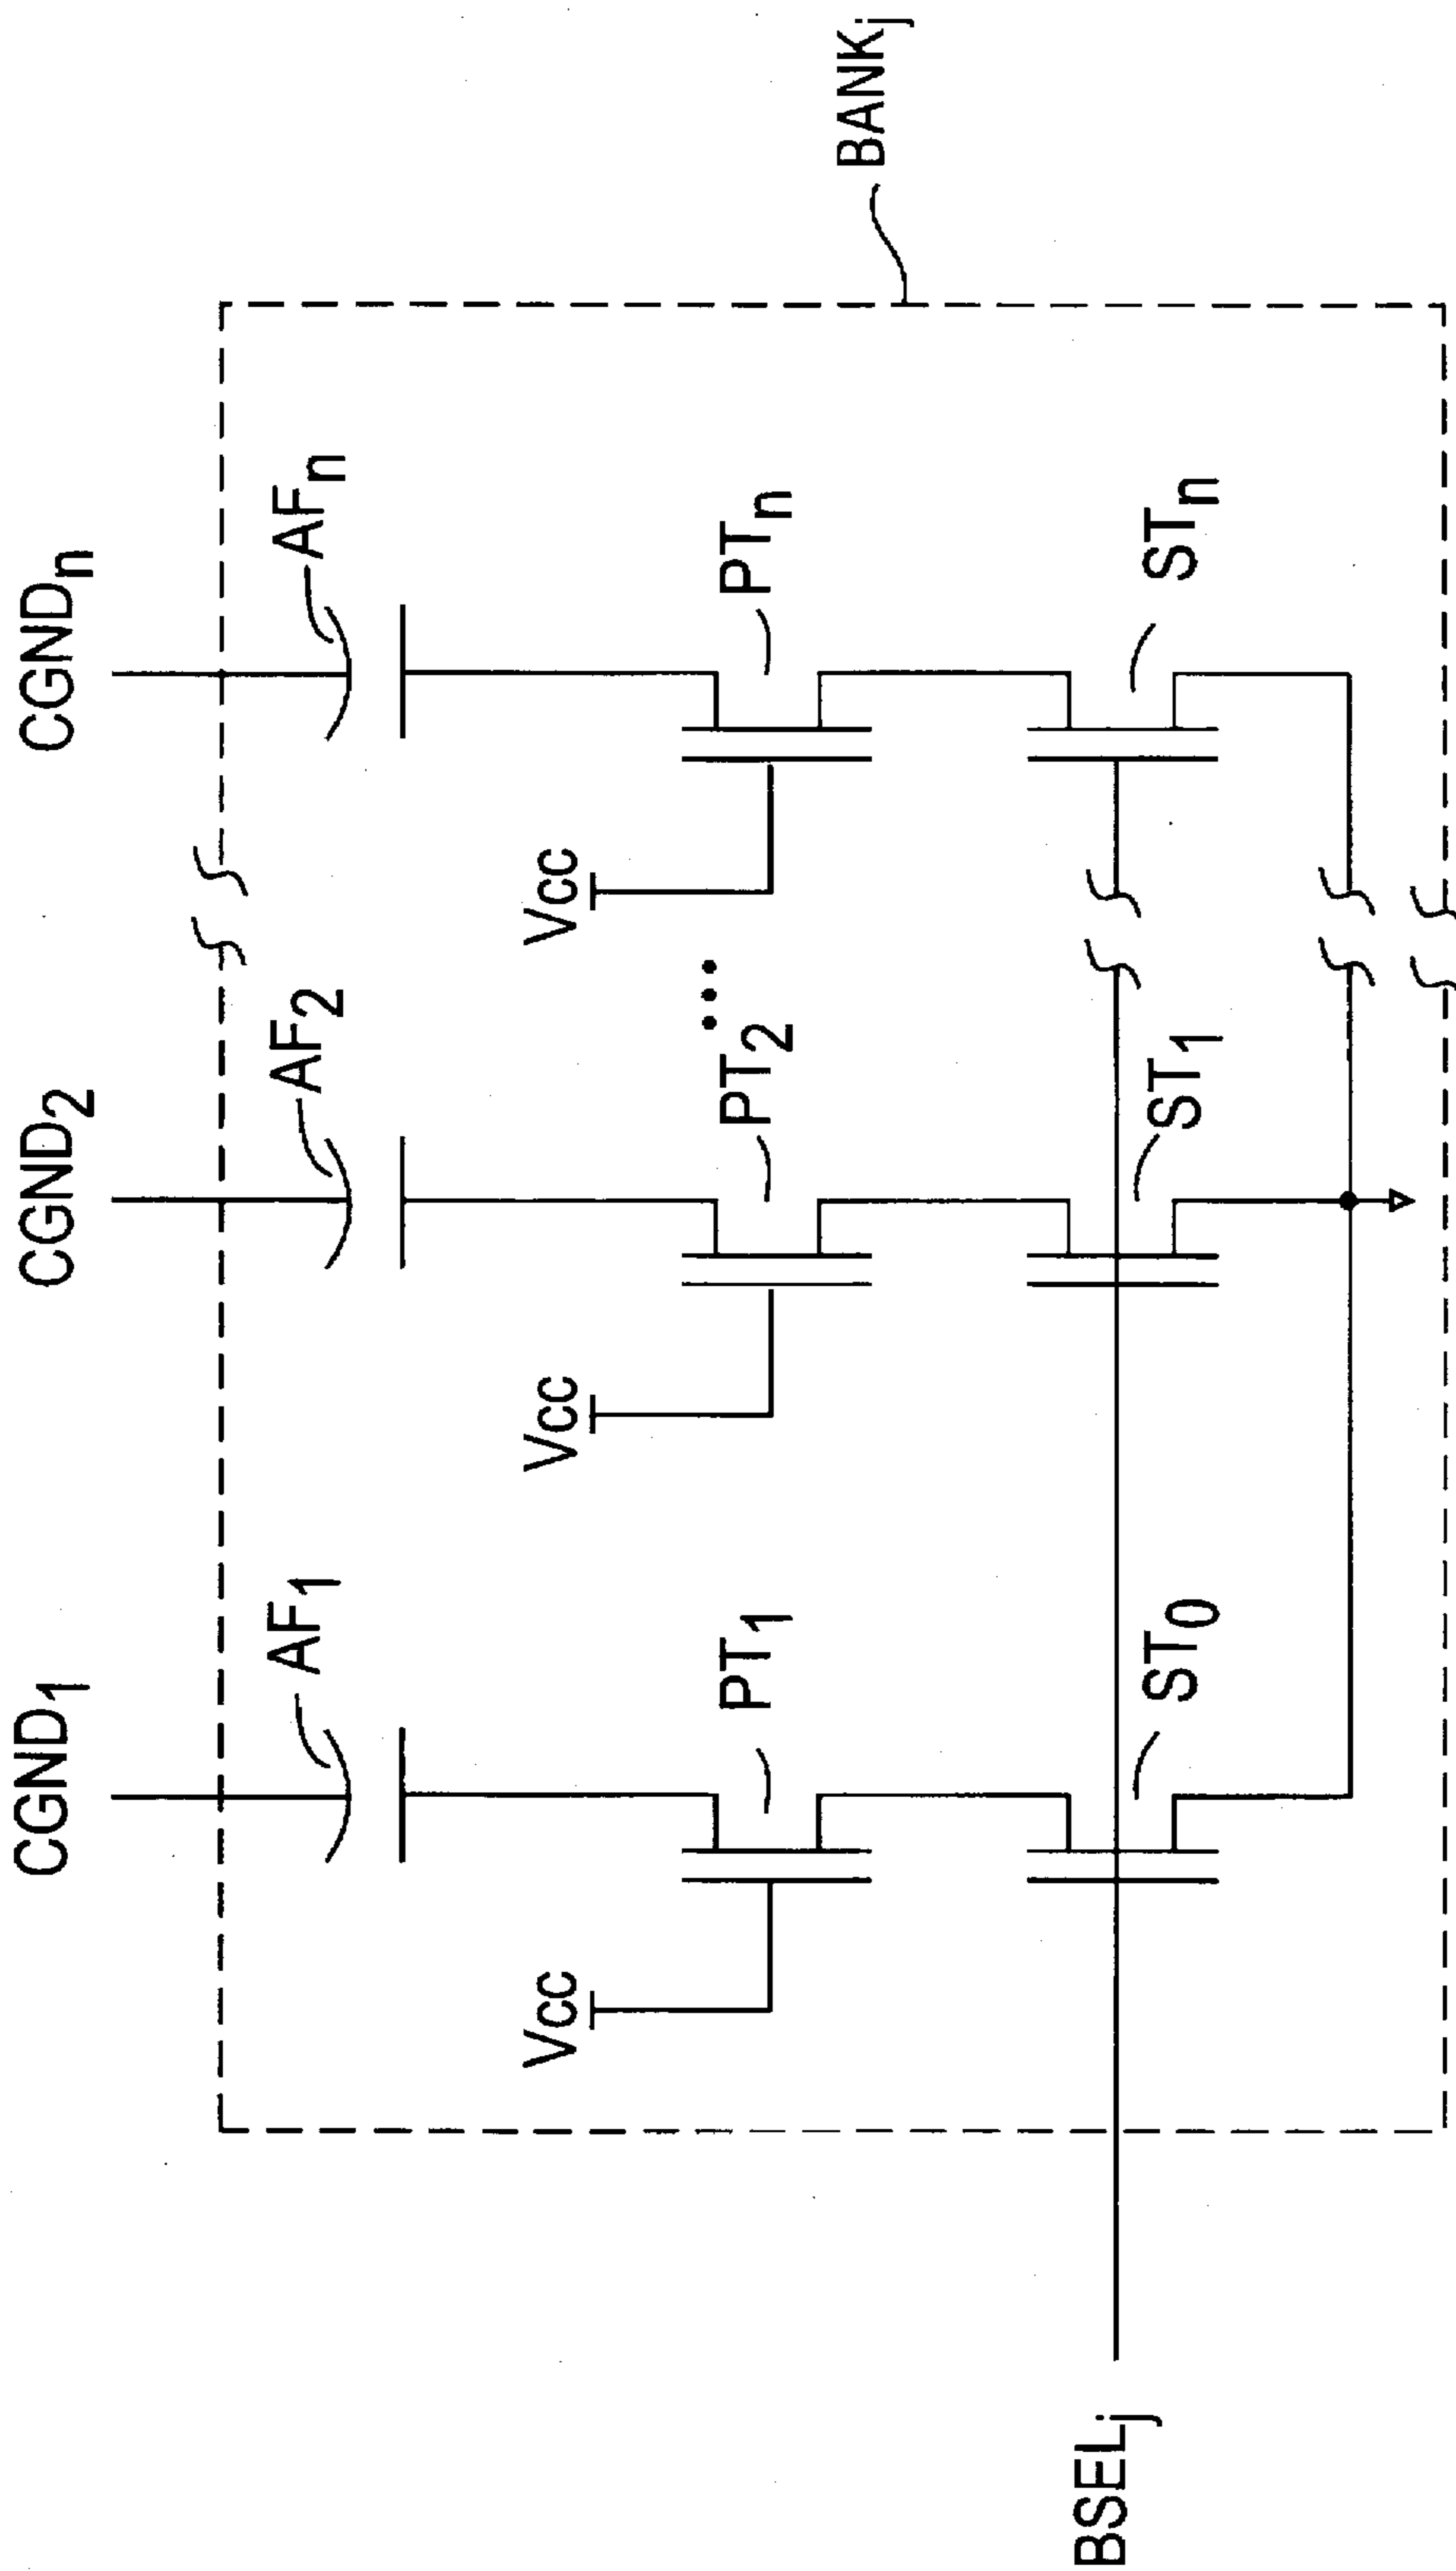 CGND1
CGND2
CGNDn
AF1
AF2
AFn
BANKj
Vcc
Vcc
Vcc
PT1
PT2
•••
PTn
ST0
ST1
STn
BSELj